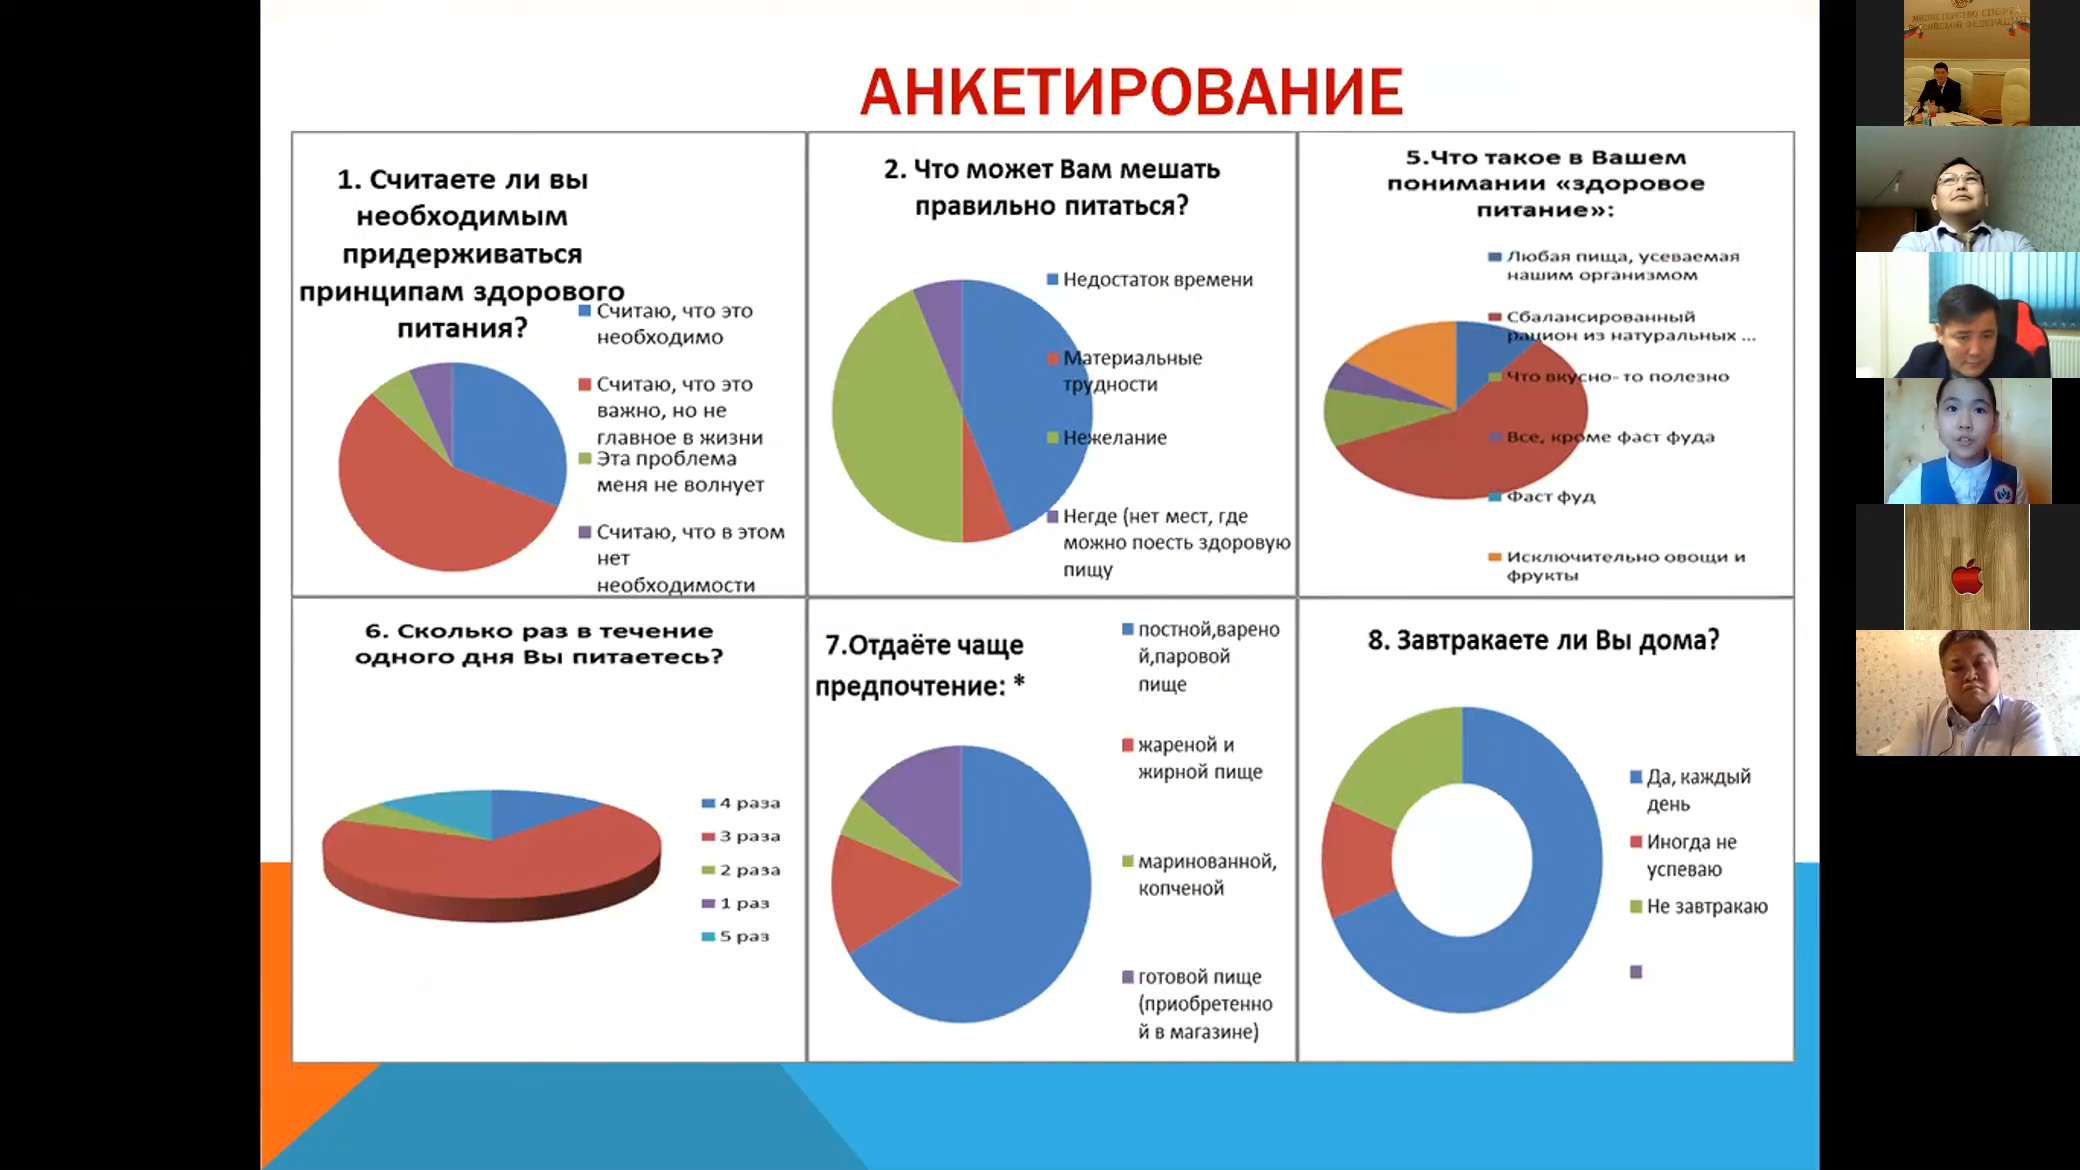 АНКЕТИРОВАНИЕ
1. Считаете ли вы
необходимым
придерживаться
принципам здорового
питания?
Считаю, что это
необходимо
Считаю, что это
важно, но не
главное в жизни
Эта проблема
меня не волнует
Считаю, что в этом
нет
необходимости
2. Что может Вам мешать
правильно питаться?
Недостаток времени
Материальные
трудности
Нежелание
Негде (нет мест, где
можно поесть здоровую
пищу
5.Что такое в Вашем
понимании «здоровое
питание»:
Любая пища, усеваемая
нашим организмом
Сбалансированный
рацион из натуральных ...
Что вкусно- то полезно
Все, кроме фаст фуда
Фаст фуд
Исключительно овощи и
фрукты
6. Сколько раз в течение
одного дня Вы питаетесь?
4 раза
3 раза
2 раза
1 раз
5 раз
7.Отдаёте чаще
предпочтение: *
постной,варено
й,паровой
пище
жареной и
жирной пище
маринованной,
копченой
готовой пище
(приобретенно
й в магазине)
8. Завтракаете ли Вы дома?
Да, каждый
день
Иногда не
успеваю
Не завтракаю
МИНИСТЕРСТВО СПОРТ
РОССИЙСКОЙ ФЕДЕРАЦИИ